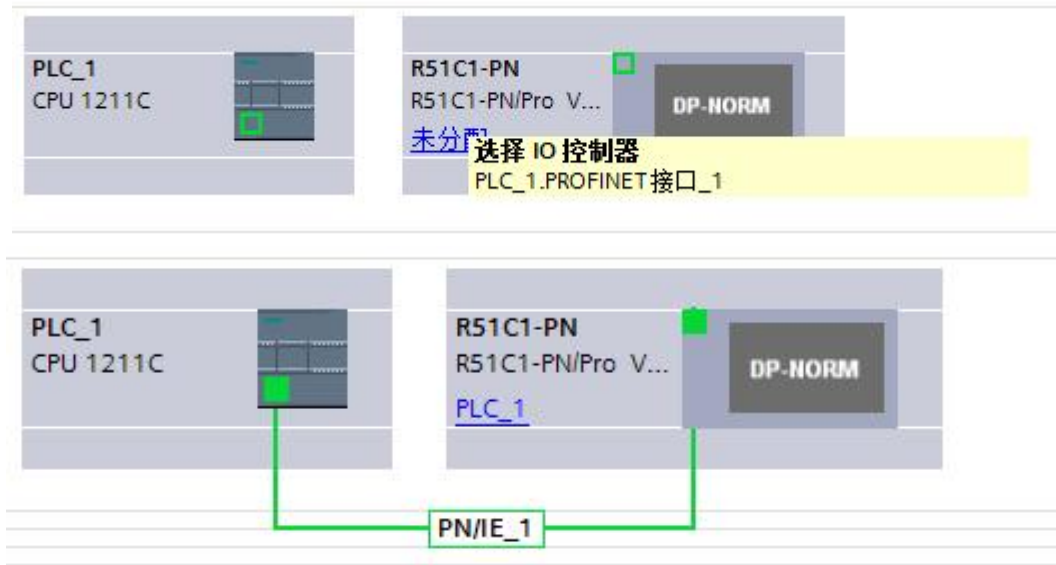 PLC_1
CPU 1211C
R51C1-PN
R51C1-PN/Pro V...
DP-NORM
未分
选择 IO 控制器
PLC_1.PROFINET接口_1
PLC_1
CPU 1211C
R51C1-PN
R51C1-PN/Pro V...
PLC_1
DP-NORM
PN/IE_1